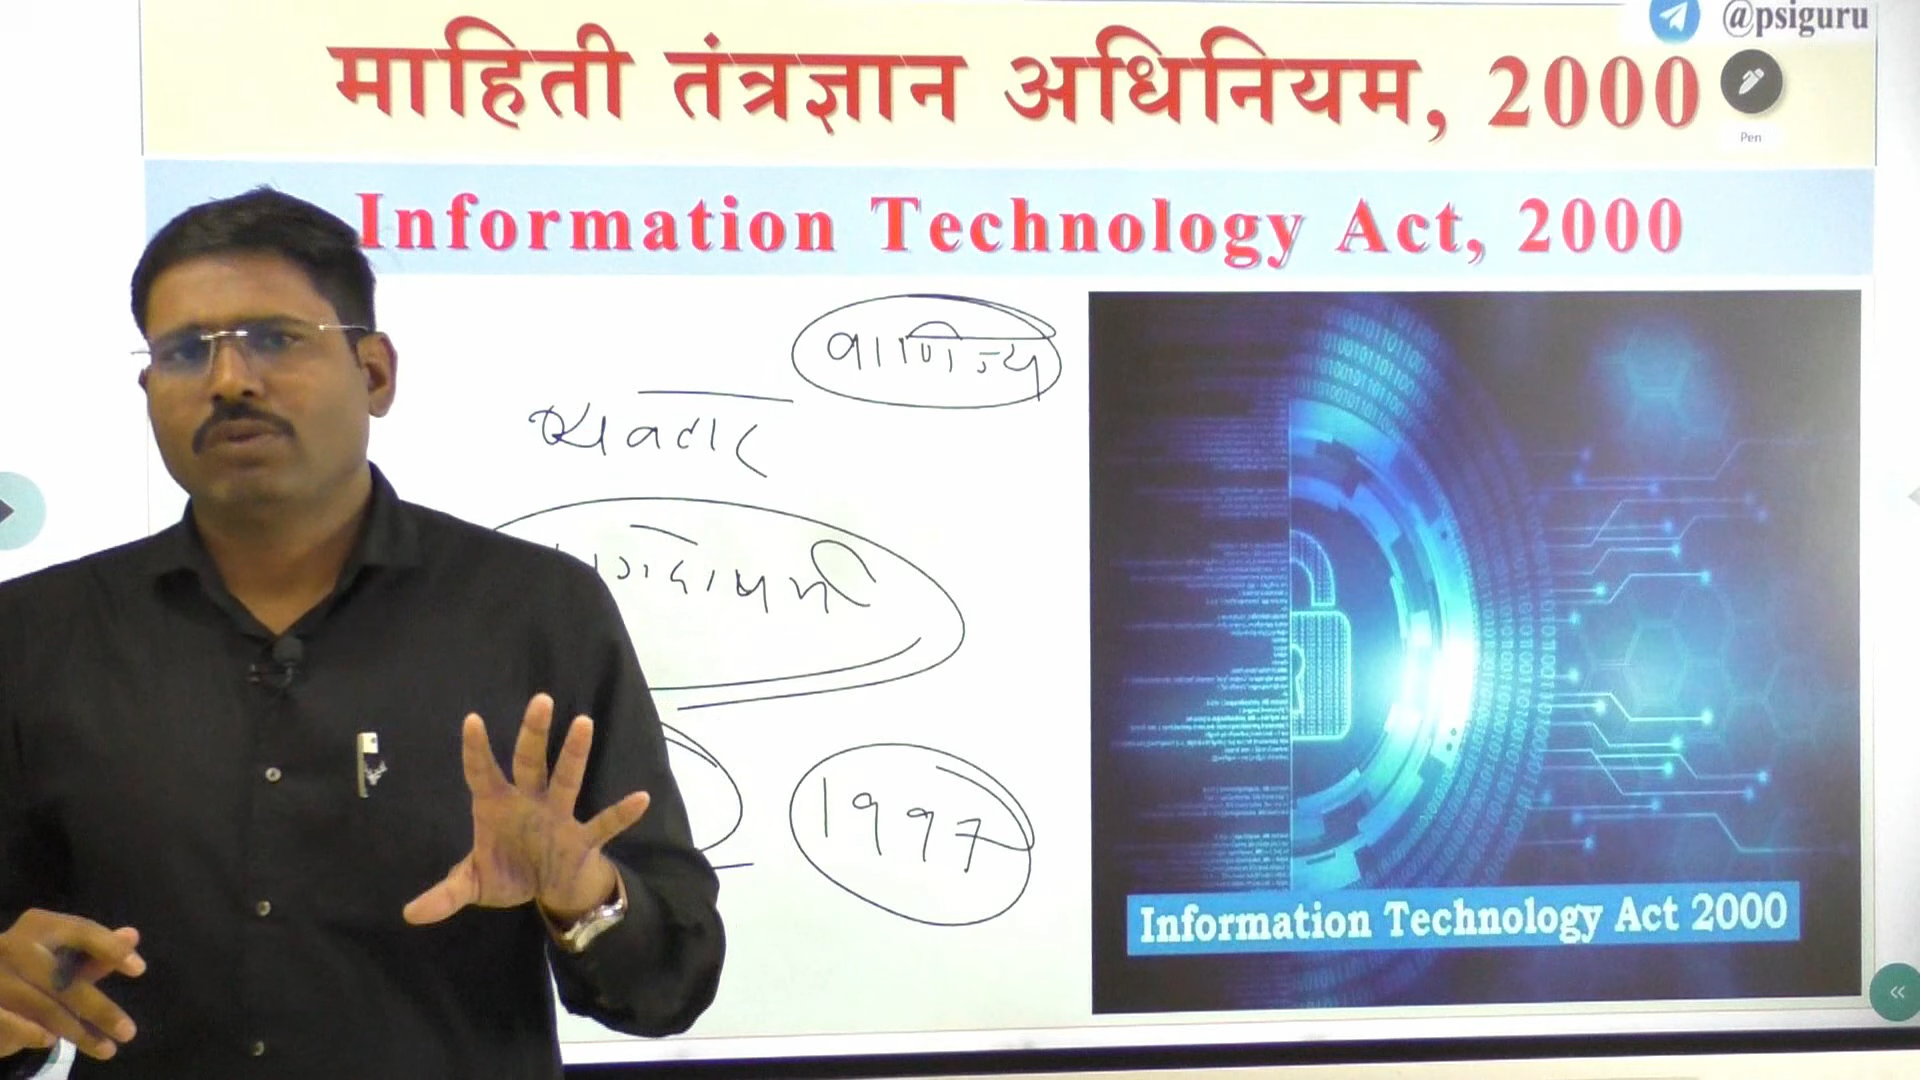 @psiguru
माहिती तंत्रज्ञान अधिनियम, 2000
Pen
Information Technology Act, 2000
वाणिज्य
व्यवहार
1997
Information Technology Act 2000